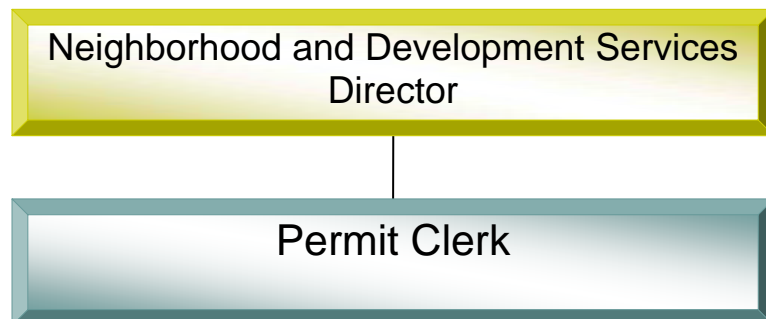 Neighborhood and Development Services
Director
Permit Clerk